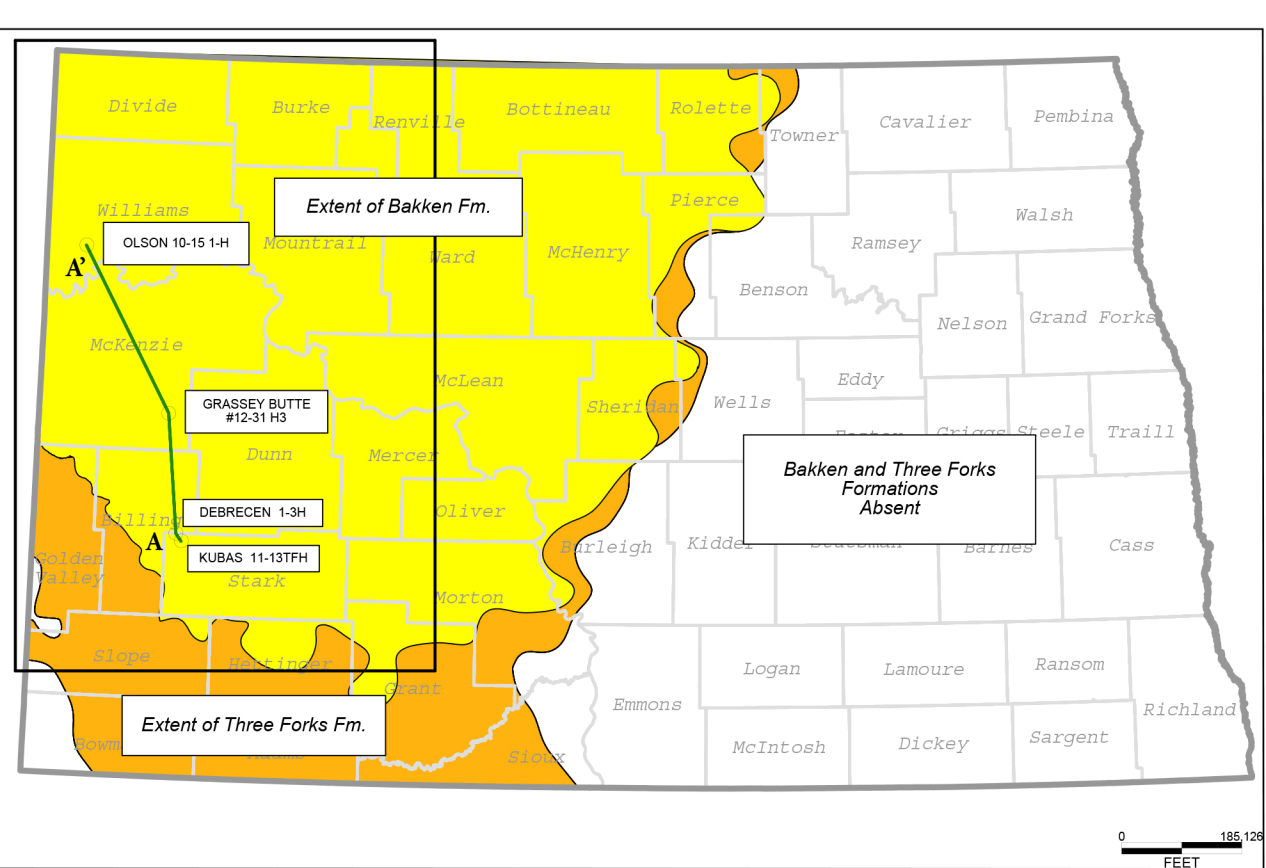 Divide
Burke
Renville
Bottineau
Rolette
Towner
Cavalier
Pembina
Williams
Extent of Bakken Fm.
Pierce
Walsh
OLSON 10-15 1-H
A’
Mountrail
Ward
McHenry
Ramsey
Benson
Nelson
Grand Forks
McKenzie
McLean
Eddy
GRASSEY BUTTE
#12-31 H3
Sheridan
Wells
Griggs
Steele
Traill
Dunn
Mercer
Bakken and Three Forks
Formations
Absent
DEBRECEN 1-3H
Oliver
A
KUBAS 11-13TFH
Burleigh
Kidder
Barnes
Cass
Golden
Valley
Stark
Morton
Slope
Hettinger
Grant
Logan
Lamoure
Ransom
Emmons
Richland
Extent of Three Forks Fm.
McIntosh
Dickey
Sargent
Sioux
0 185,126
FEET